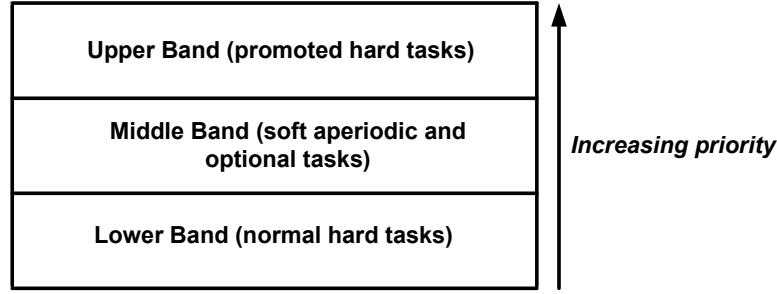 Upper Band (promoted hard tasks)
Middle Band (soft aperiodic and
optional tasks)
Increasing priority
Lower Band (normal hard tasks)